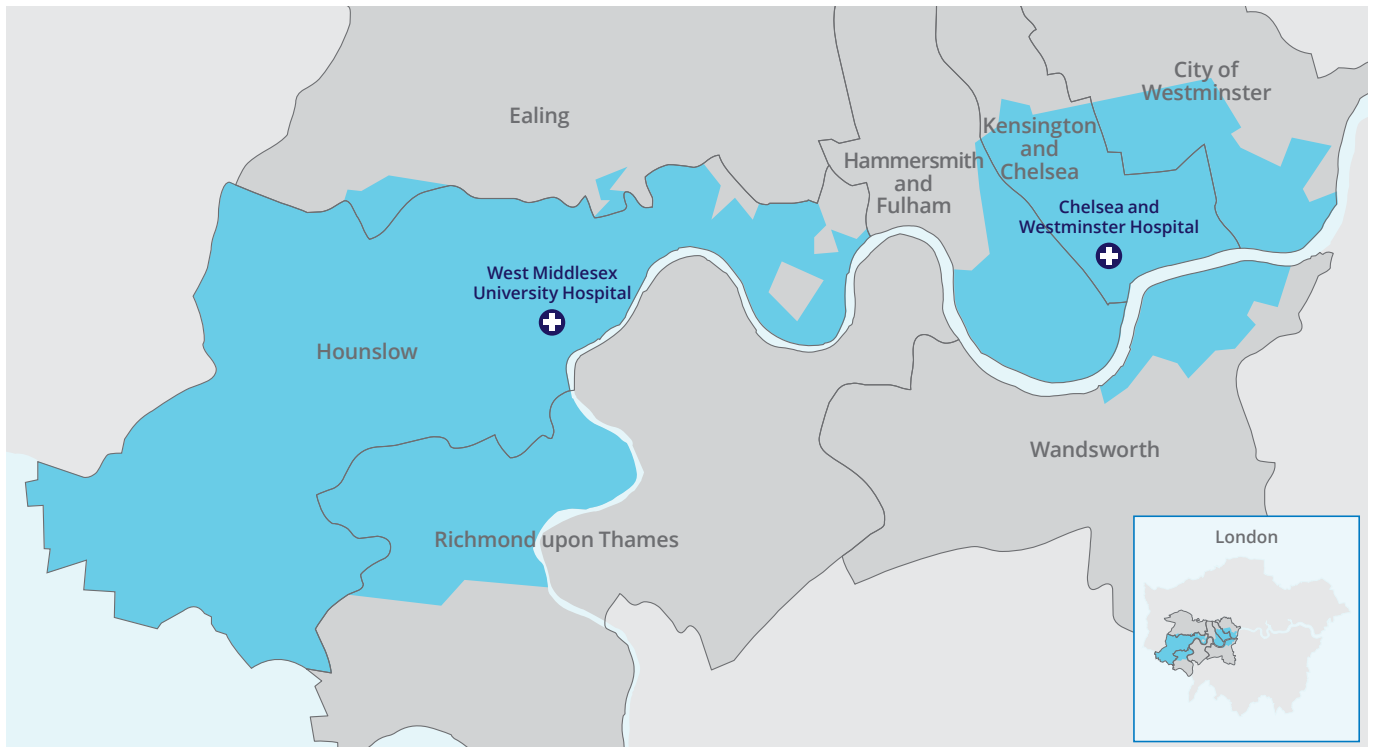 City of
Westminster
Ealing
Kensington
and
Chelsea
Hammersmith
and
Fulham
Chelsea and
Westminster Hospital
West Middlesex
University Hospital
Hounslow
Wandsworth
Richmond upon Thames
London